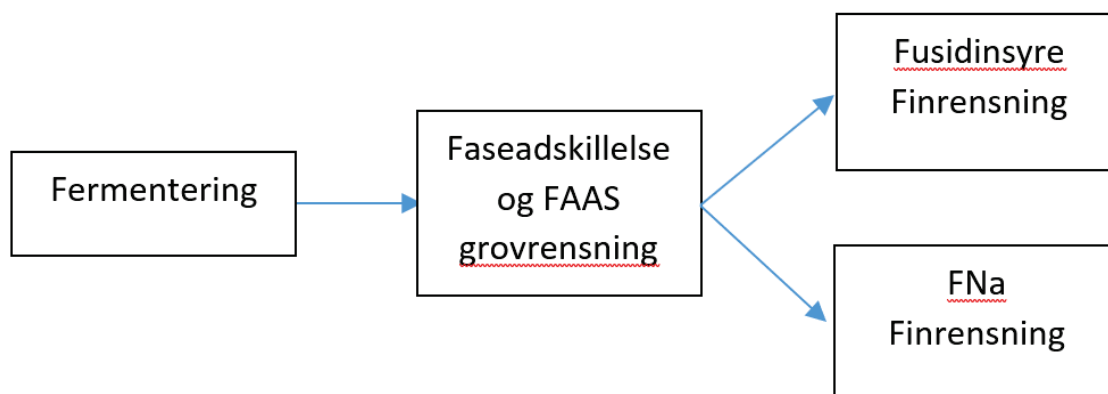 Fermentering
Faseadskillelse
og FAAS
grovrensning
Fusidinsyre
Finrensning
FNa
Finrensning